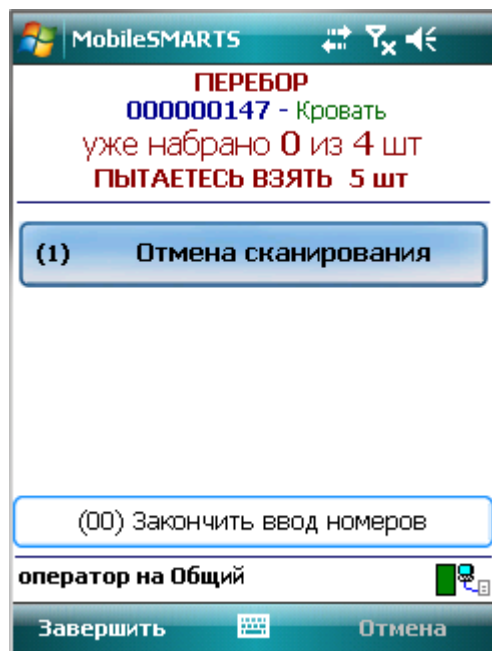 MobileSMARTS
ПЕРЕБОР
000000147 - Кровать
уже набрано 0 из 4 шт
ПЫТАЕТЕСЬ ВЗЯТЬ 5 шт
(1) Отмена сканирования
(00) Закончить ввод номеров
оператор на Общий
Завершить Отмена